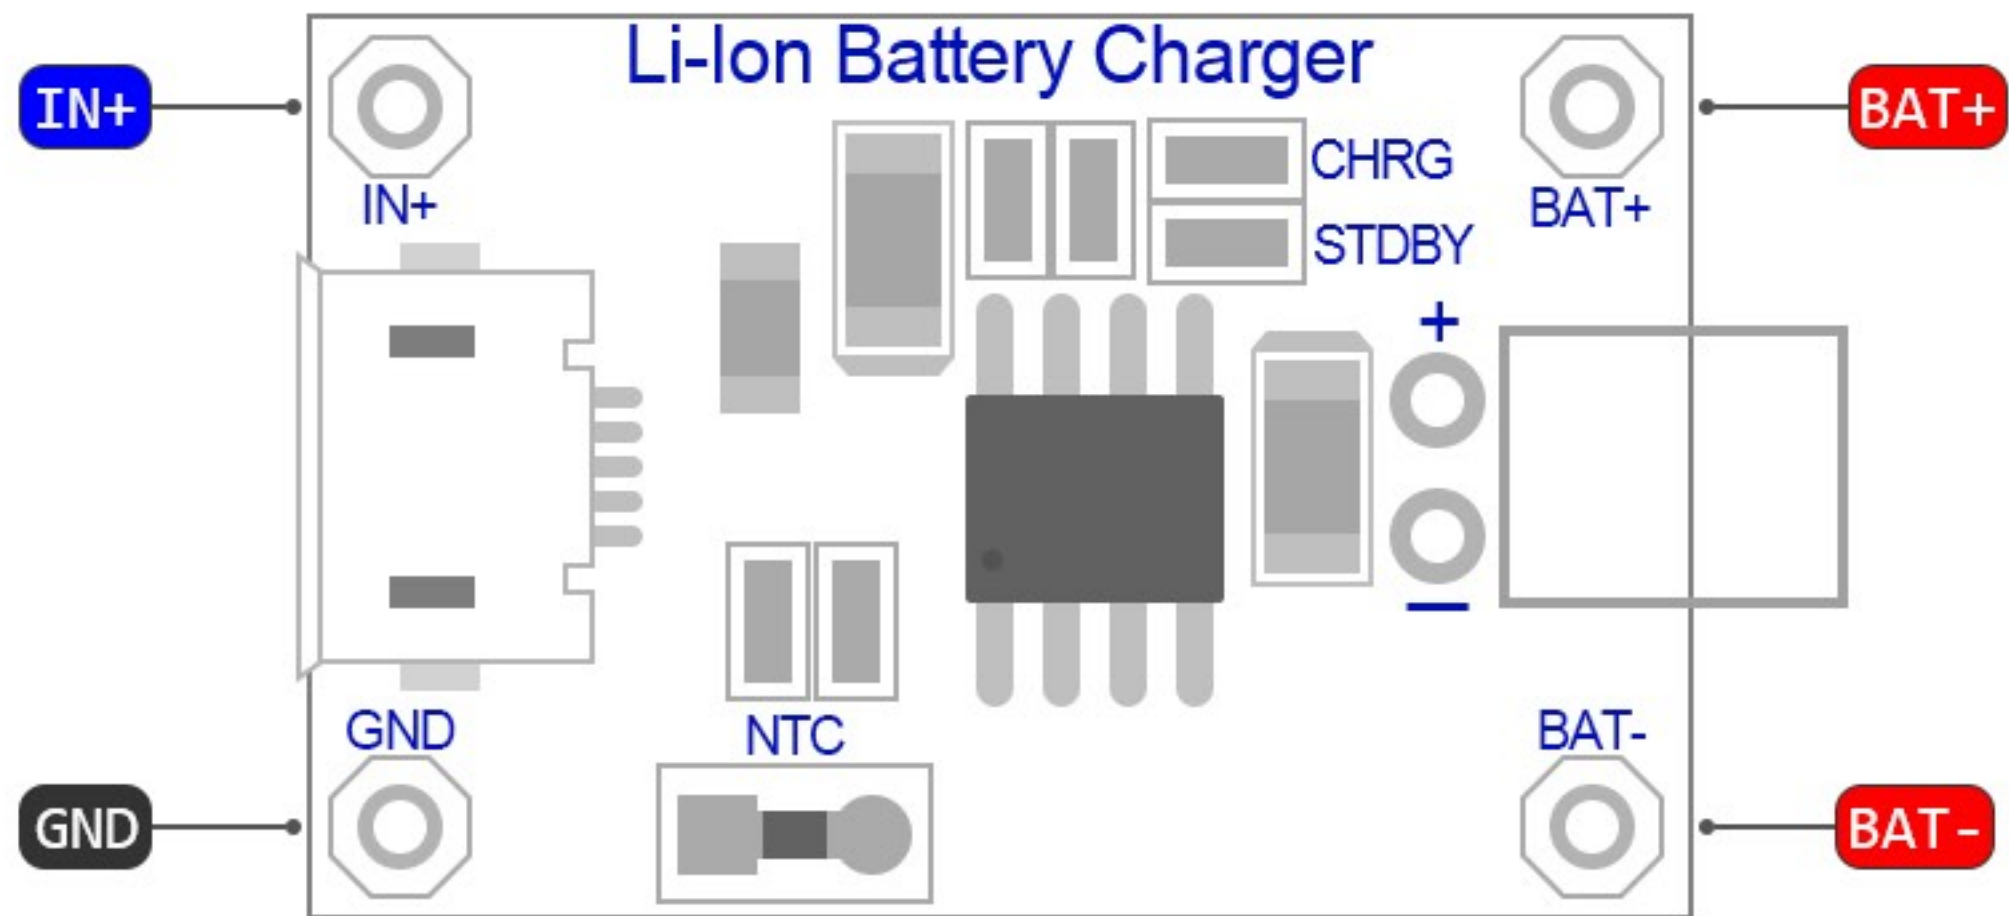 Li-Ion Battery Charger
IN+
BAT+
CHRG
IN+
BAT+
STDBY
+
—
GND
BAT-
NTC
GND
BAT-